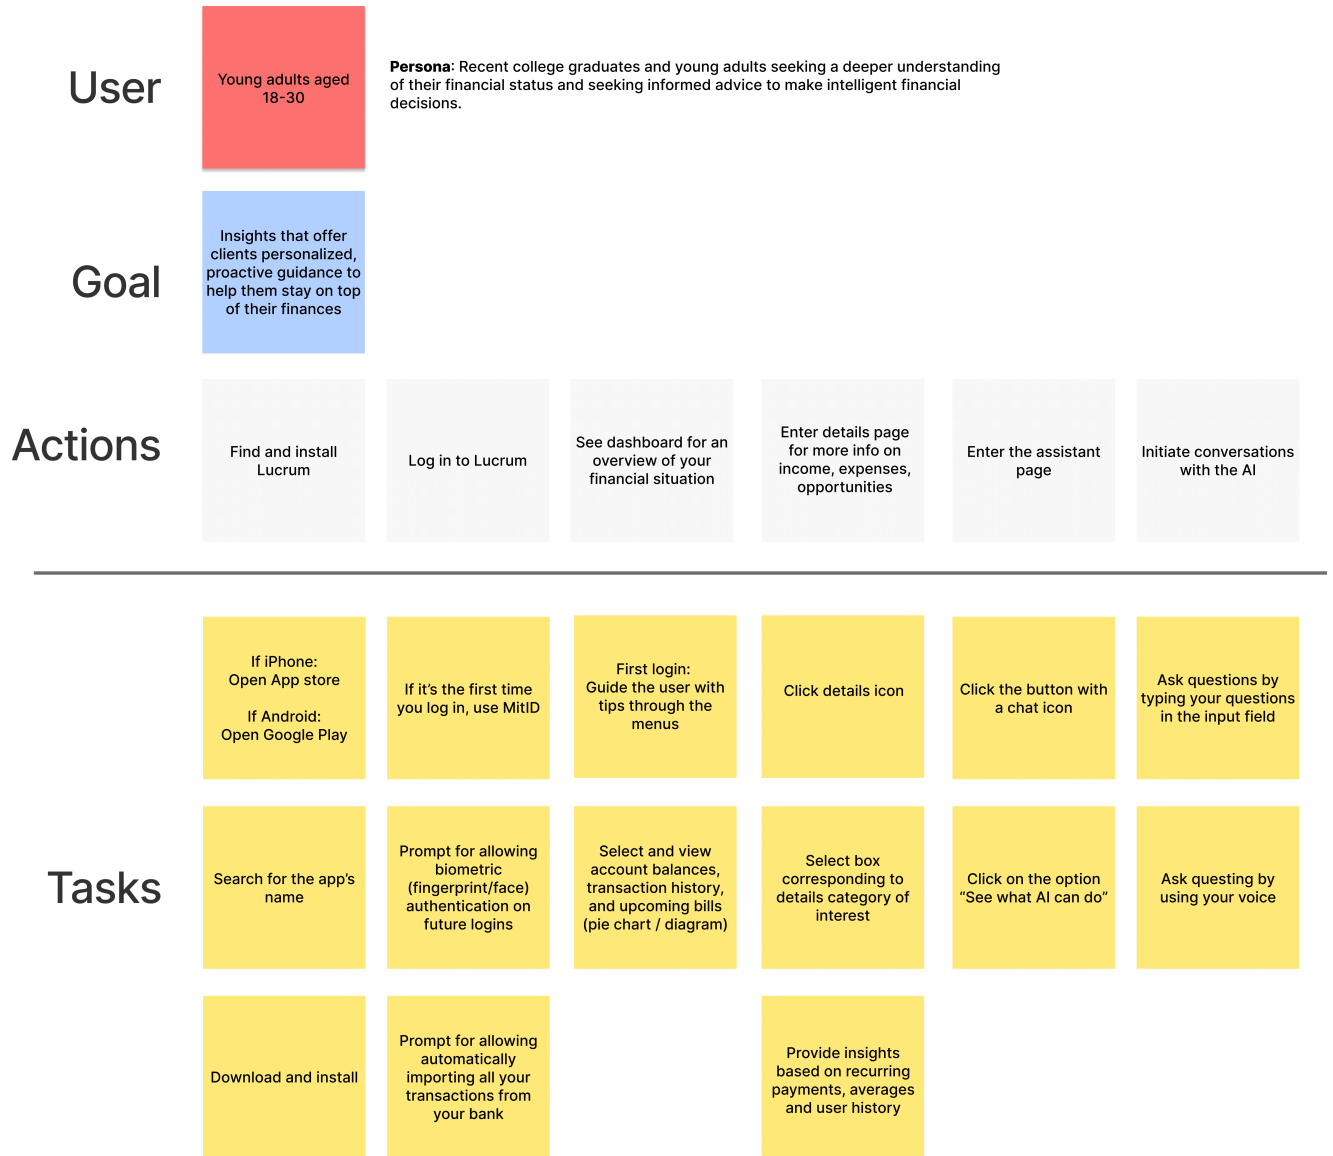 User
Young adults aged
18-30
Persona: Recent college graduates and young adults seeking a deeper understanding
of their financial status and seeking informed advice to make intelligent financial
decisions.
Goal
Insights that offer
clients personalized,
proactive guidance to
help them stay on top
of their finances
Actions
Find and install
Lucrum
Log in to Lucrum
See dashboard for an
overview of your
financial situation
Enter details page
for more info on
income, expenses,
opportunities
Enter the assistant
page
Initiate conversations
with the AI
Tasks
If iPhone:
Open App store
If Android:
Open Google Play
If it's the first time
you log in, use MitID
First login:
Guide the user with
tips through the
menus
Click details icon
Click the button with
a chat icon
Ask questions by
typing your questions
in the input field
Search for the app's
name
Prompt for allowing
biometric
(fingerprint/face)
authentication on
future logins
Select and view
account balances,
transaction history,
and upcoming bills
(pie chart / diagram)
Select box
corresponding to
details category of
interest
Click on the option
“See what AI can do”
Ask questing by
using your voice
Download and install
Prompt for allowing
automatically
importing all your
transactions from
your bank
Provide insights
based on recurring
payments, averages
and user history